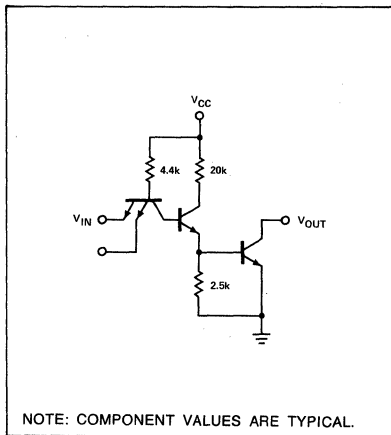 VCC
4.4k
20k
VIN
VOUT
2.5k
NOTE: COMPONENT VALUES ARE TYPICAL.